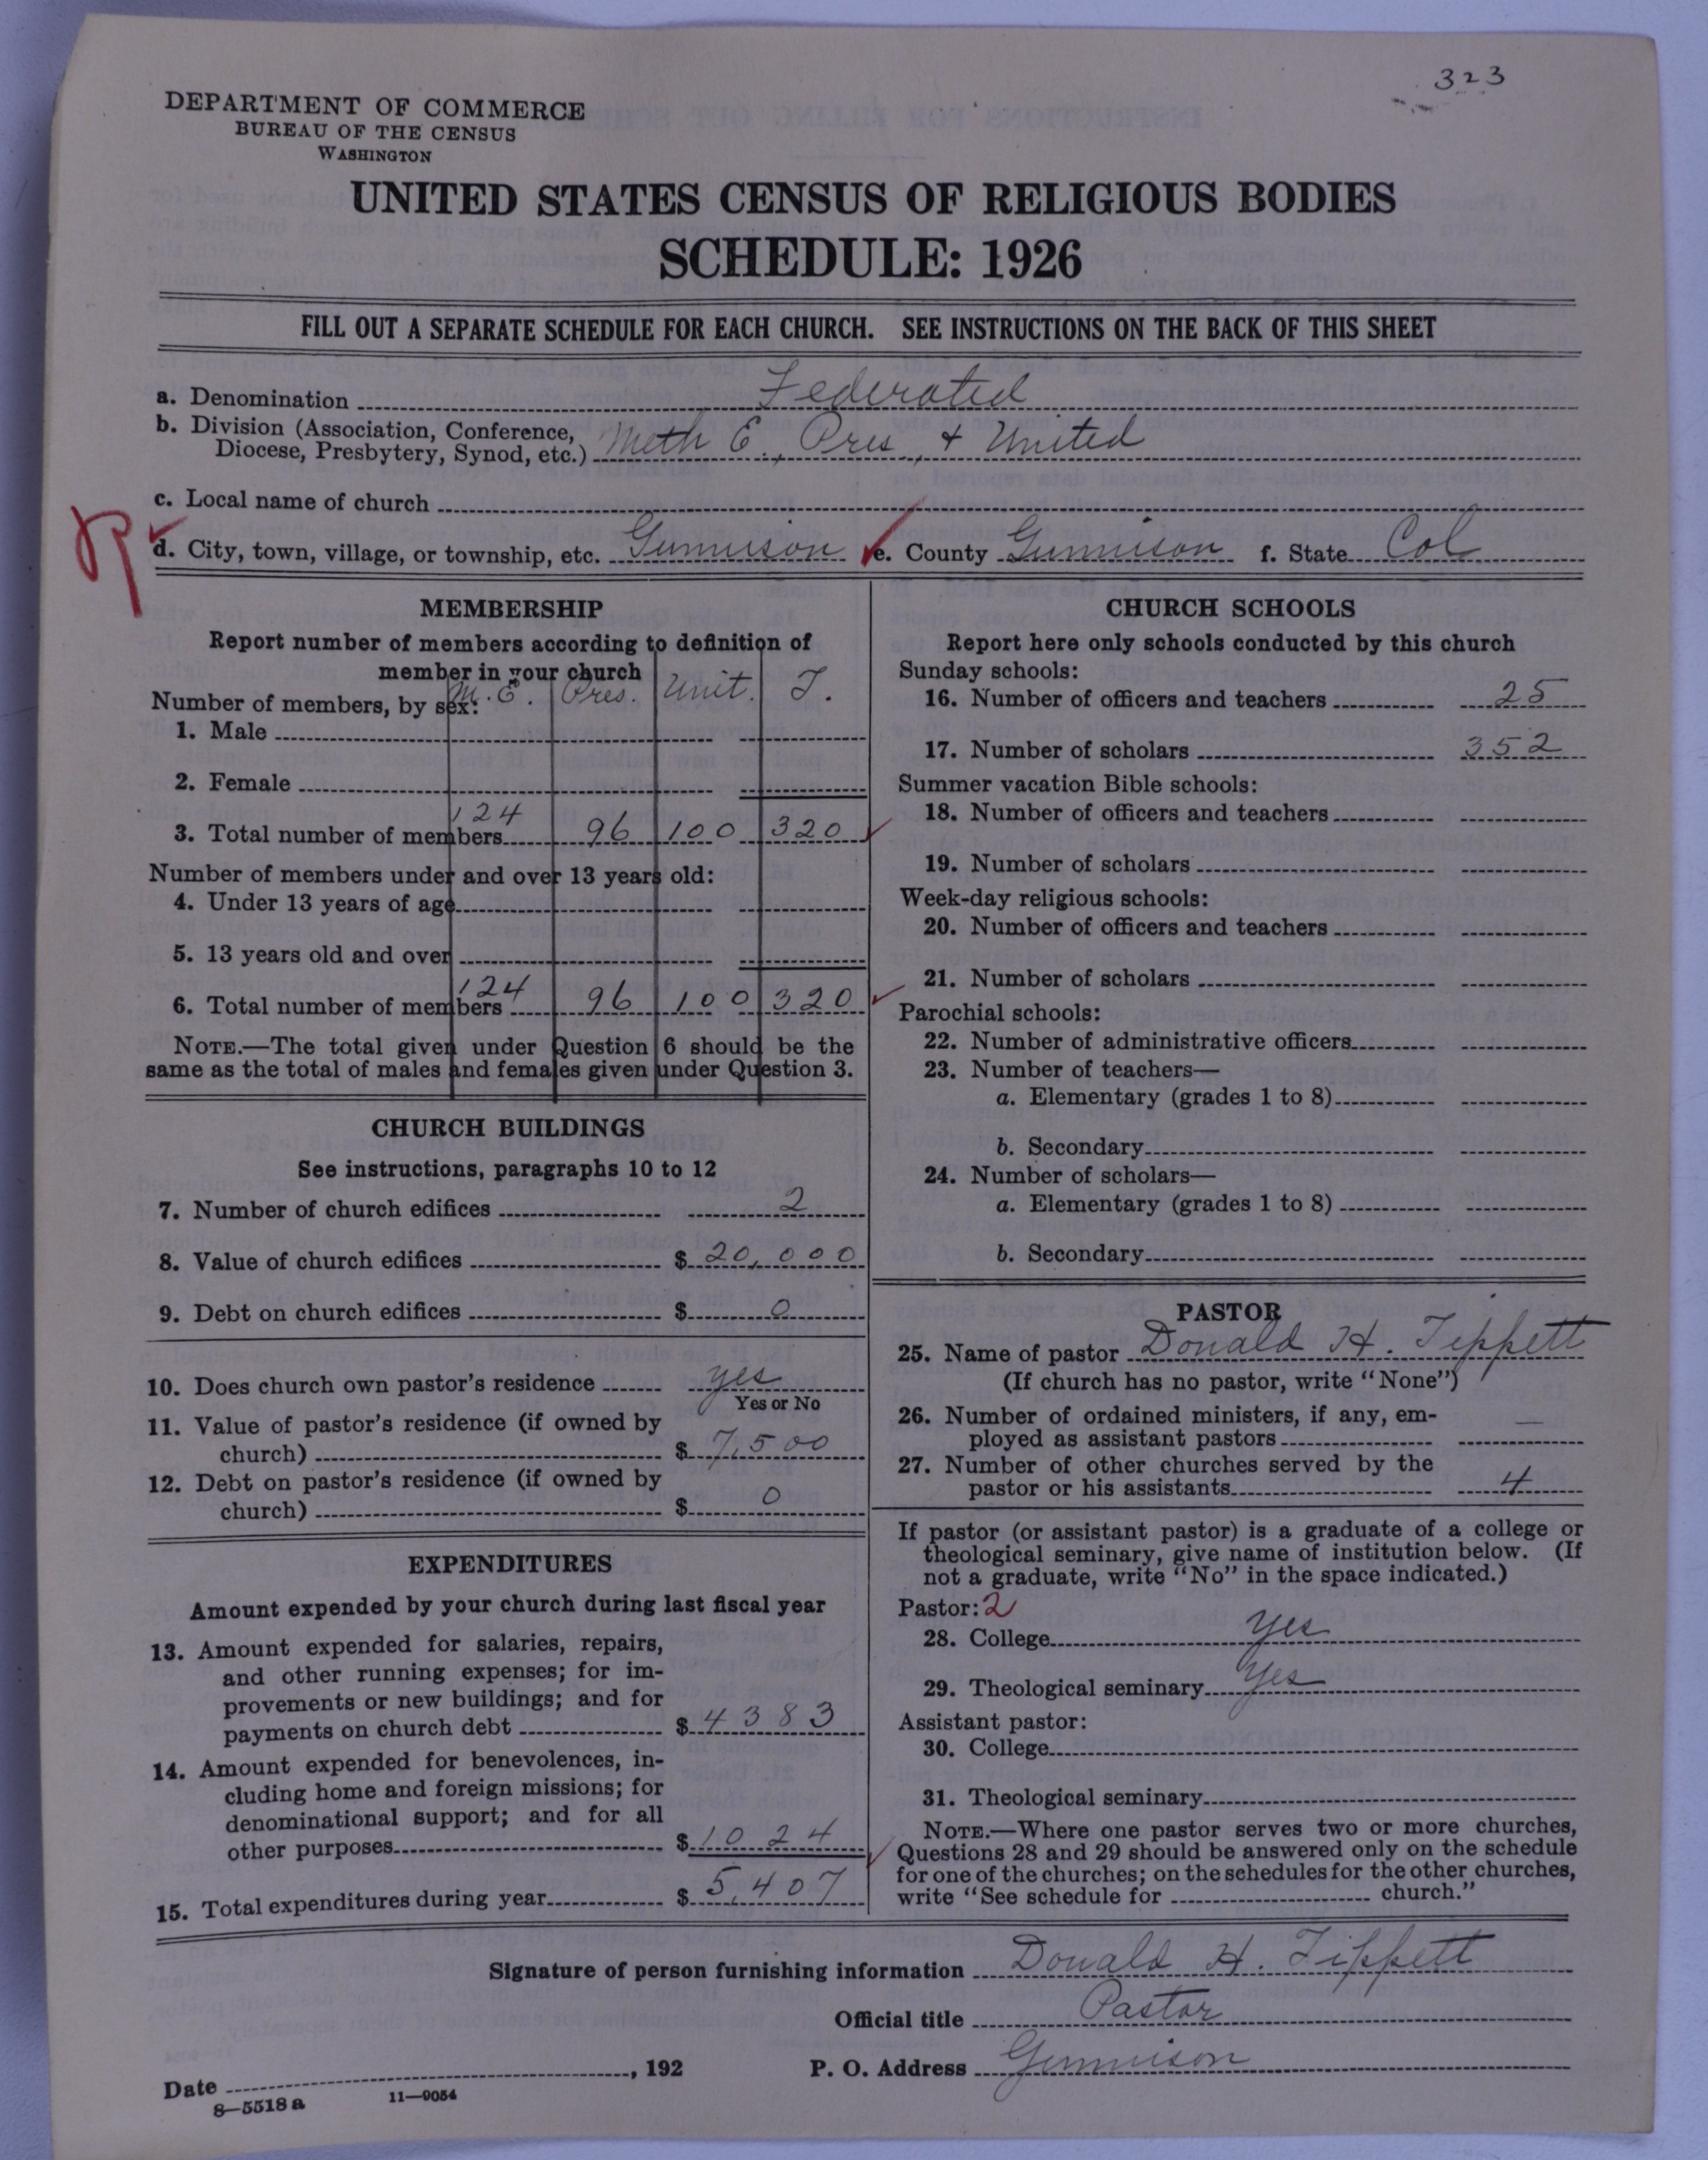 323
DEPARTMENT OF COMMERCE
BUREAU OF THE CENSUS
WASHINGTON
UNITED STATES CENSUS OF RELIGIOUS BODIES
SCHEDULE: 1926
FILL OUT A SEPARATE SCHEDULE FOR EACH CHURCH. SEE INSTRUCTIONS ON THE BACK OF THIS SHEET
a. Denomination Federated
b. Division (Association, Conference,
Diocese, Presbytery, Synod, etc.) Meth E., Pres., & United
c. Local name of church
d. City, town, village, or township, etc. Gunnison e. County Gunnison f. State Col
MEMBERSHIP
Report number of members according to definition of
member in your church
M. E. Pres. Unit. T.
Number of members, by sex:
1. Male
2. Female
3. Total number of members 124 96 100 320
Number of members under and over 13 years old:
4. Under 13 years of age
5. 13 years old and over
6. Total number of members 124 96 100 320
NOTE.—The total given under Question 6 should be the
same as the total of males and females given under Question 3.
CHURCH BUILDINGS
See instructions, paragraphs 10 to 12
7. Number of church edifices 2
8. Value of church edifices $ 20,000
9. Debt on church edifices $ 0
10. Does church own pastor's residence yes
Yes or No
11. Value of pastor's residence (if owned by
church) $ 7,500
12. Debt on pastor's residence (if owned by
church) $ 0
EXPENDITURES
Amount expended by your church during last fiscal year
13. Amount expended for salaries, repairs,
and other running expenses; for im-
provements or new buildings; and for
payments on church debt $ 4383
14. Amount expended for benevolences, in-
cluding home and foreign missions; for
denominational support; and for all
other purposes $ 1024
15. Total expenditures during year $ 5,407
CHURCH SCHOOLS
Report here only schools conducted by this church
Sunday schools:
16. Number of officers and teachers 25
17. Number of scholars 352
Summer vacation Bible schools:
18. Number of officers and teachers
19. Number of scholars
Week-day religious schools:
20. Number of officers and teachers
21. Number of scholars
Parochial schools:
22. Number of administrative officers
23. Number of teachers—
a. Elementary (grades 1 to 8)
b. Secondary
24. Number of scholars—
a. Elementary (grades 1 to 8)
b. Secondary
PASTOR
25. Name of pastor Donald H. Tippett
(If church has no pastor, write "None")
26. Number of ordained ministers, if any, em-
ployed as assistant pastors —
27. Number of other churches served by the
pastor or his assistants 4
If pastor (or assistant pastor) is a graduate of a college or
theological seminary, give name of institution below. (If
not a graduate, write "No" in the space indicated.)
Pastor: 2
28. College yes
29. Theological seminary yes
Assistant pastor:
30. College
31. Theological seminary
NOTE.—Where one pastor serves two or more churches,
Questions 28 and 29 should be answered only on the schedule
for one of the churches; on the schedules for the other churches,
write "See schedule for church."
Signature of person furnishing information Donald H. Tippett
Official title Pastor
Date , 192 P. O. Address Gunnison
8—5518 a 11—9054